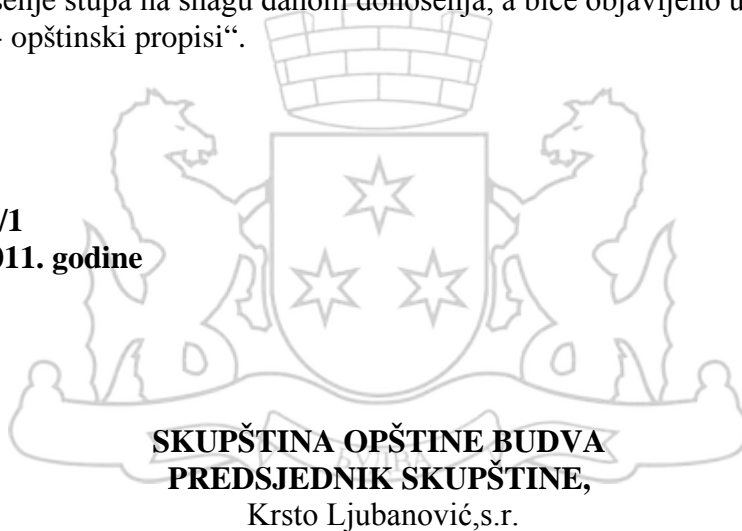 stupa na snagu danom donošenja, a biće objavljeno u
- opštinski propisi“.
/1
011. godine
SKUPŠTINA OPŠTINE BUDVA
БУДВА
PREDSJEDNIK SKUPŠTINE,
Krsto Ljubanović,s.r.